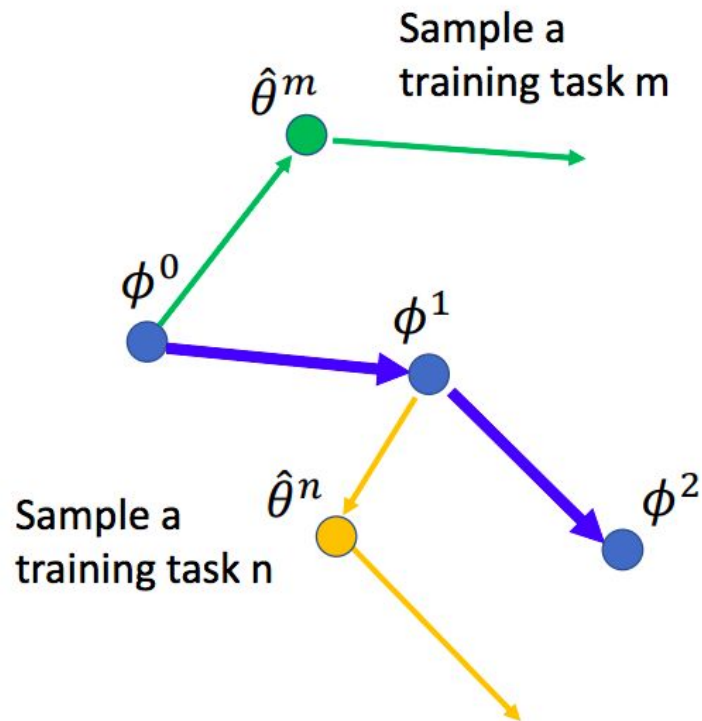 Sample a
training task m
θ̂^m
ϕ^0
ϕ^1
θ̂^n
ϕ^2
Sample a
training task n